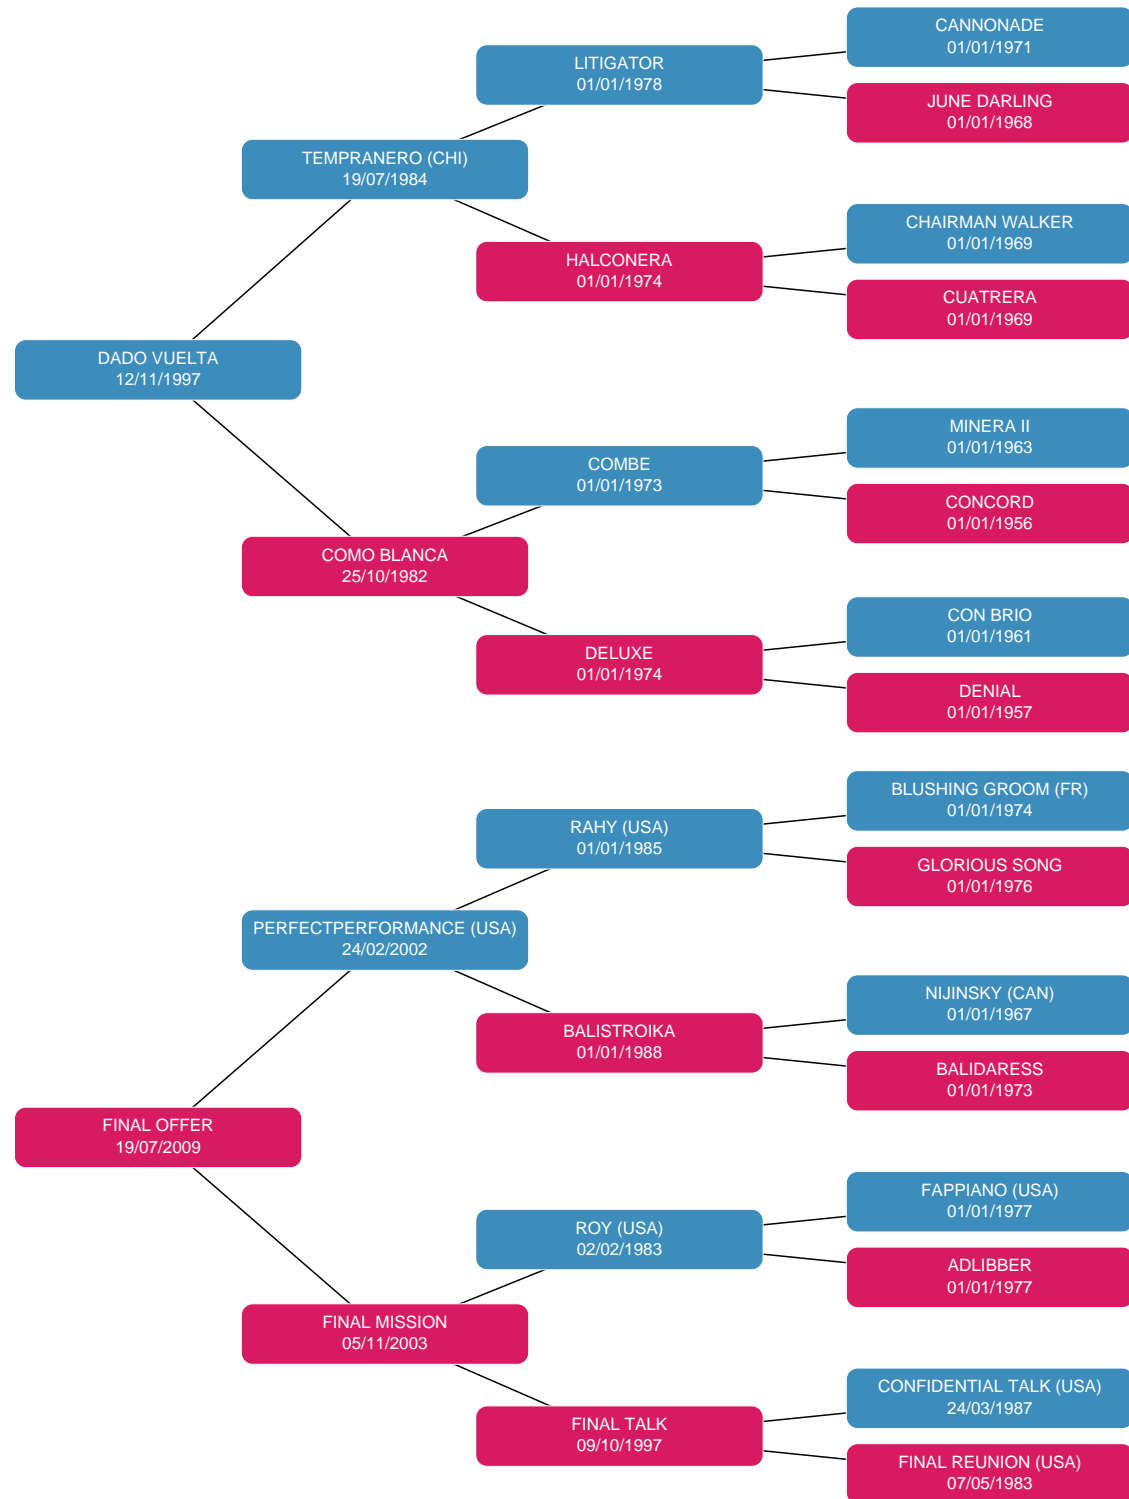 CANNONADE
01/01/1971
LITIGATOR
01/01/1978
JUNE DARLING
01/01/1968
TEMPRANERO (CHI)
19/07/1984
CHAIRMAN WALKER
01/01/1969
HALCONERA
01/01/1974
CUATRERA
01/01/1969
DADO VUELTA
12/11/1997
MINERA II
01/01/1963
COMBE
01/01/1973
CONCORD
01/01/1956
COMO BLANCA
25/10/1982
CON BRIO
01/01/1961
DELUXE
01/01/1974
DENIAL
01/01/1957
BLUSHING GROOM (FR)
01/01/1974
RAHY (USA)
01/01/1985
GLORIOUS SONG
01/01/1976
PERFECTPERFORMANCE (USA)
24/02/2002
NIJINSKY (CAN)
01/01/1967
BALISTROIKA
01/01/1988
BALIDARESS
01/01/1973
FINAL OFFER
19/07/2009
FAPPIANO (USA)
01/01/1977
ROY (USA)
02/02/1983
ADLIBBER
01/01/1977
FINAL MISSION
05/11/2003
CONFIDENTIAL TALK (USA)
24/03/1987
FINAL TALK
09/10/1997
FINAL REUNION (USA)
07/05/1983